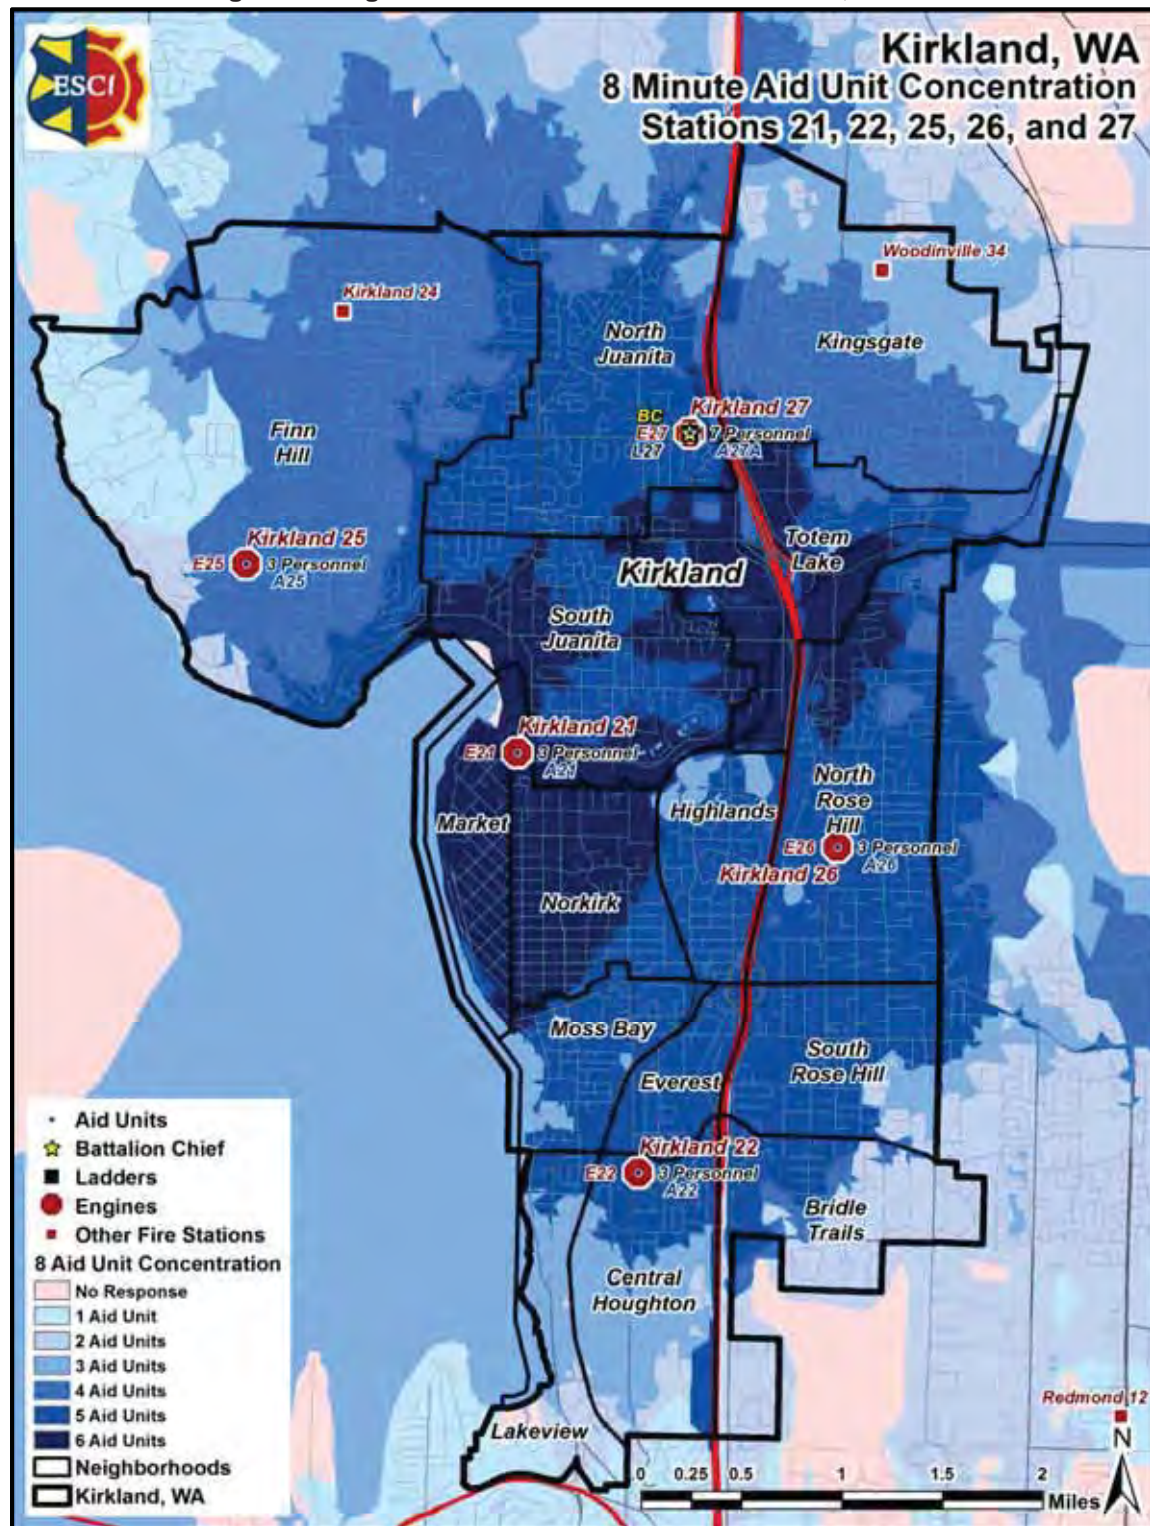 ESCI
Kirkland, WA
8 Minute Aid Unit Concentration
Stations 21, 22, 25, 26, and 27
Woodinville 34
Kirkland 24
North
Juanita
Kingsgate
Kirkland 27
BC
E27
7 Personnel
L27
A27A
Finn
Hill
Totem
Lake
Kirkland 25
E25
3 Personnel
A25
Kirkland
South
Juanita
Kirkland 21
E21
3 Personnel
A21
North
Rose
Hill
Highlands
Market
E26
3 Personnel
A26
Kirkland 26
Norkirk
Moss Bay
South
Rose Hill
Everest
Kirkland 22
E22
3 Personnel
A22
Bridle
Trails
Central
Houghton
Lakeview
Redmond 12
Aid Units
Battalion Chief
Ladders
Engines
Other Fire Stations
8 Aid Unit Concentration
No Response
1 Aid Unit
2 Aid Units
3 Aid Units
4 Aid Units
5 Aid Units
6 Aid Units
Neighborhoods
Kirkland, WA
N
0 0.25 0.5 1 1.5 2
Miles